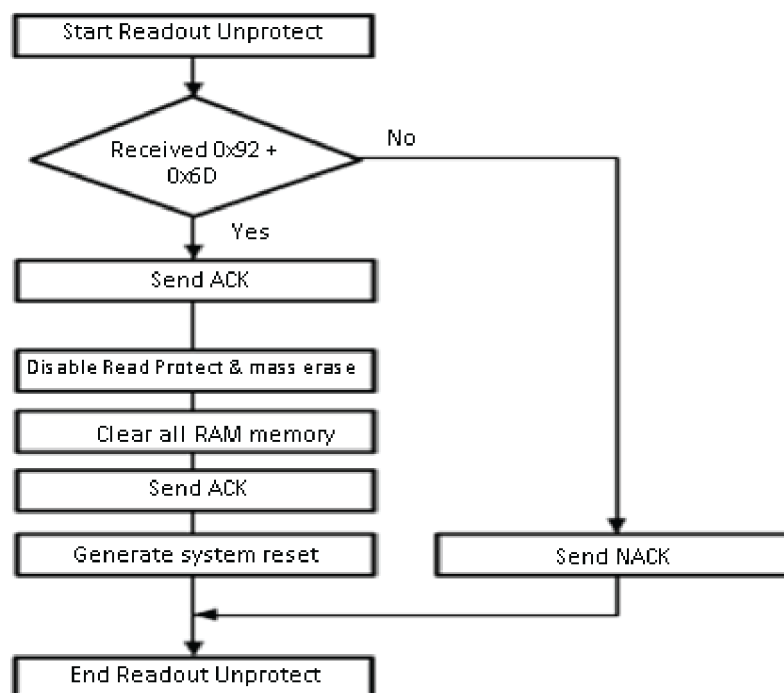 Start Readout Unprotect
Received 0x92 +
0x6D
No
Yes
Send ACK
Disable Read Protect & mass erase
Clear all RAM memory
Send ACK
Generate system reset
Send NACK
End Readout Unprotect